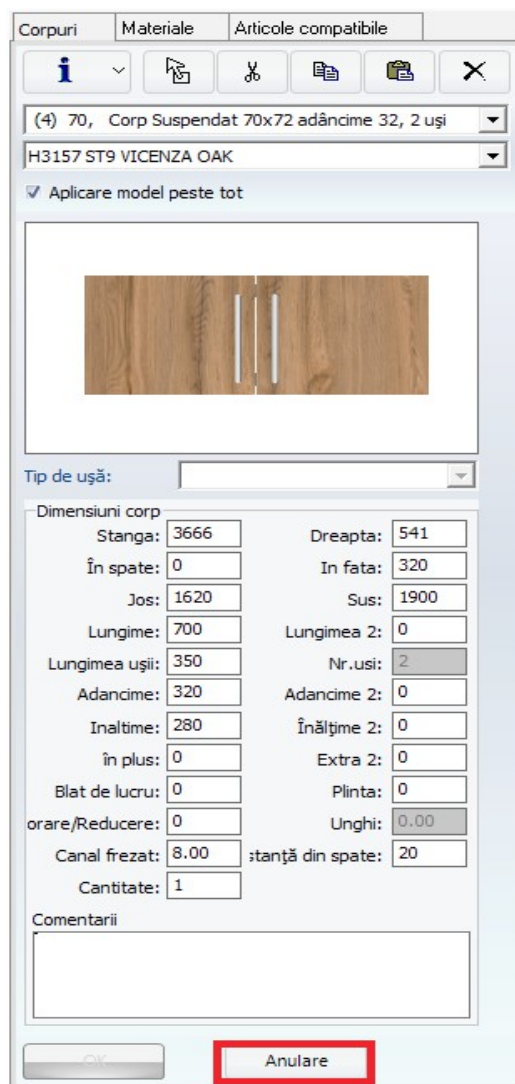 Corpuri Materiale Articole compatibile
(4) 70, Corp Suspendat 70x72 adâncime 32, 2 uşi
H3157 ST9 VICENZA OAK
Aplicare model peste tot
Tip de uşă:
Dimensiuni corp
Stanga: 3666 Dreapta: 541
În spate: 0 In fata: 320
Jos: 1620 Sus: 1900
Lungime: 700 Lungimea 2: 0
Lungimea uşii: 350 Nr.usi: 2
Adancime: 320 Adancime 2: 0
Inaltime: 280 Înălţime 2: 0
în plus: 0 Extra 2: 0
Blat de lucru: 0 Plinta: 0
orare/Reducere: 0 Unghi: 0.00
Canal frezat: 8.00 stanţă din spate: 20
Cantitate: 1
Comentarii
OK Anulare